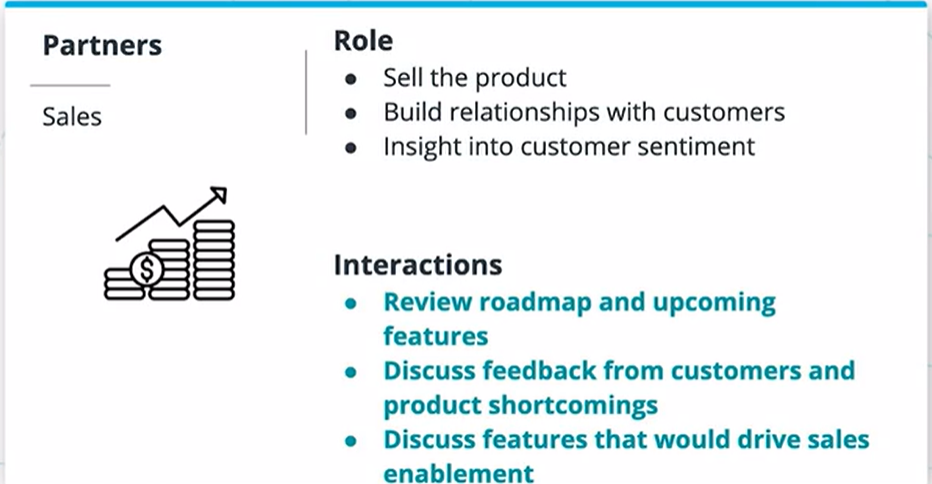 Partners
Sales
$
Role
● Sell the product
● Build relationships with customers
● Insight into customer sentiment
Interactions
● Review roadmap and upcoming
features
● Discuss feedback from customers and
product shortcomings
● Discuss features that would drive sales
enablement